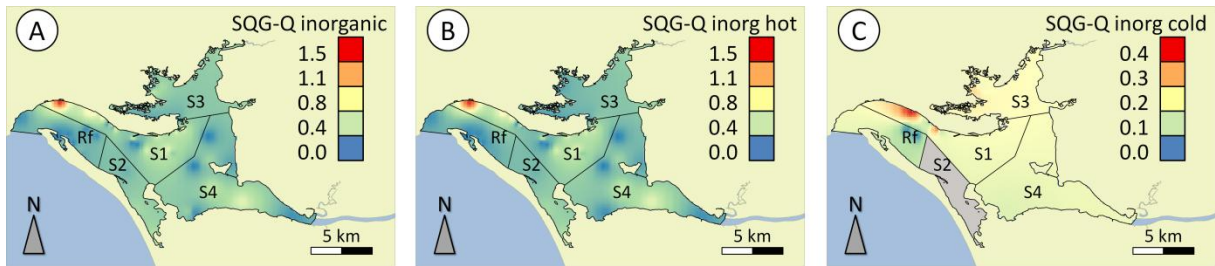 A
SQG-Q inorganic
1.5
1.1
0.8
0.4
0.0
S3
Rf
S1
S2
S4
N
5 km
B
SQG-Q inorg hot
1.5
1.1
0.8
0.4
0.0
S3
Rf
S1
S2
S4
N
5 km
C
SQG-Q inorg cold
0.4
0.3
0.2
0.1
0.0
S3
Rf
S1
S2
S4
N
5 km